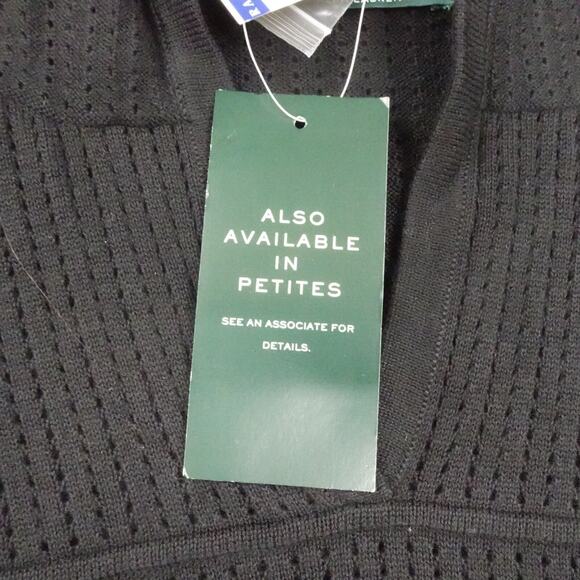 ALSO
AVAILABLE
IN
PETITES
SEE AN ASSOCIATE FOR
DETAILS.